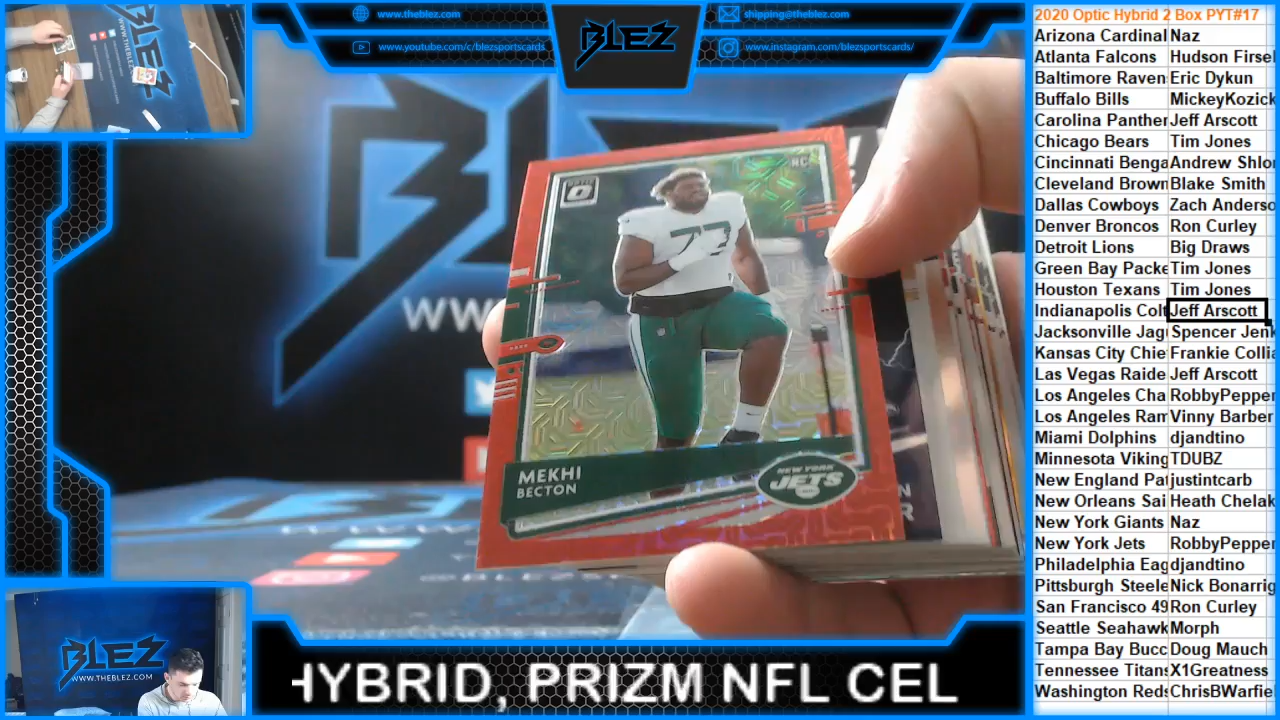 www.theblez.com
shipping@theblez.com
www.youtube.com/c/blezsportscards
www.instagram.com/blezsportscards/
BLEZ
2020 Optic Hybrid 2 Box PYT#17
Arizona Cardinal Naz
Atlanta Falcons Hudson Firsel
Baltimore Raven Eric Dykun
Buffalo Bills MickeyKozick
Carolina Panther Jeff Arscott
Chicago Bears Tim Jones
Cincinnati Benga Andrew Shlo
Cleveland Brown Blake Smith
Dallas Cowboys Zach Anderso
Denver Broncos Ron Curley
Detroit Lions Big Draws
Green Bay Packe Tim Jones
Houston Texans Tim Jones
Indianapolis Colt Jeff Arscott
Jacksonville Jag Spencer Jenk
Kansas City Chie Frankie Collia
Las Vegas Raide Jeff Arscott
Los Angeles Cha RobbyPepper
Los Angeles Ram Vinny Barber
Miami Dolphins djandtino
Minnesota Viking TDUBZ
New England Pa justintcarb
New Orleans Sai Heath Chelak
New York Giants Naz
New York Jets RobbyPepper
Philadelphia Eag djandtino
Pittsburgh Steele Nick Bonarrig
San Francisco 49 Ron Curley
Seattle Seahawk Morph
Tampa Bay Bucc Doug Mauch
Tennessee Titans X1Greatness
Washington Reds ChrisBWarfie
BL
WWW.
OPTIC
RC
77
MEKHI
BECTON
NEW YORK
JETS
BLEZ
WWW.THEBLEZ.COM
HYBRID, PRIZM NFL CEL